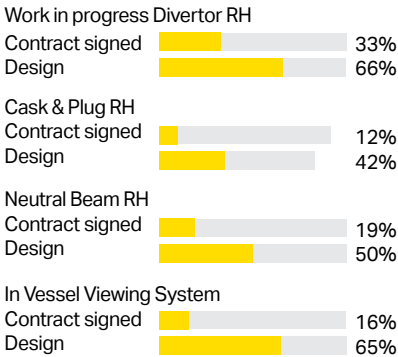 Work in progress Divertor RH
Contract signed 33%
Design 66%
Cask & Plug RH
Contract signed 12%
Design 42%
Neutral Beam RH
Contract signed 19%
Design 50%
In Vessel Viewing System
Contract signed 16%
Design 65%